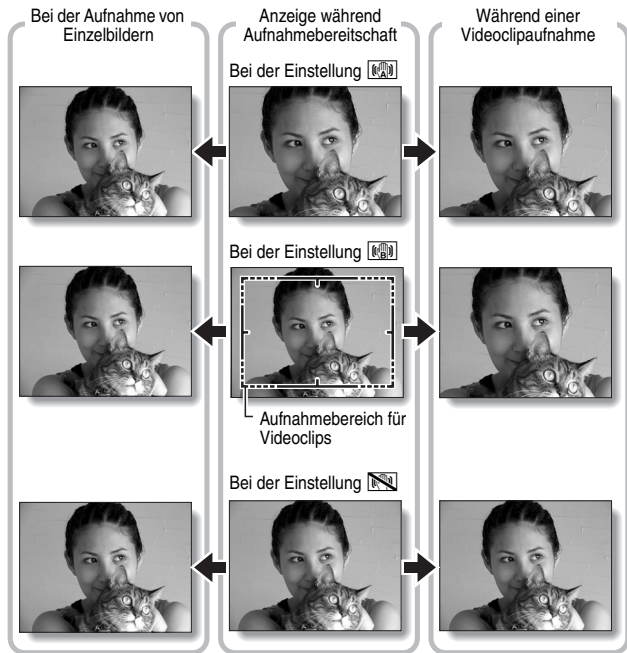 Bei der Aufnahme von
Einzelbildern
Anzeige während
Aufnahmebereitschaft
Während einer
Videoclipaufnahme
Bei der Einstellung
A
Bei der Einstellung
B
Aufnahmebereich für
Videoclips
Bei der Einstellung